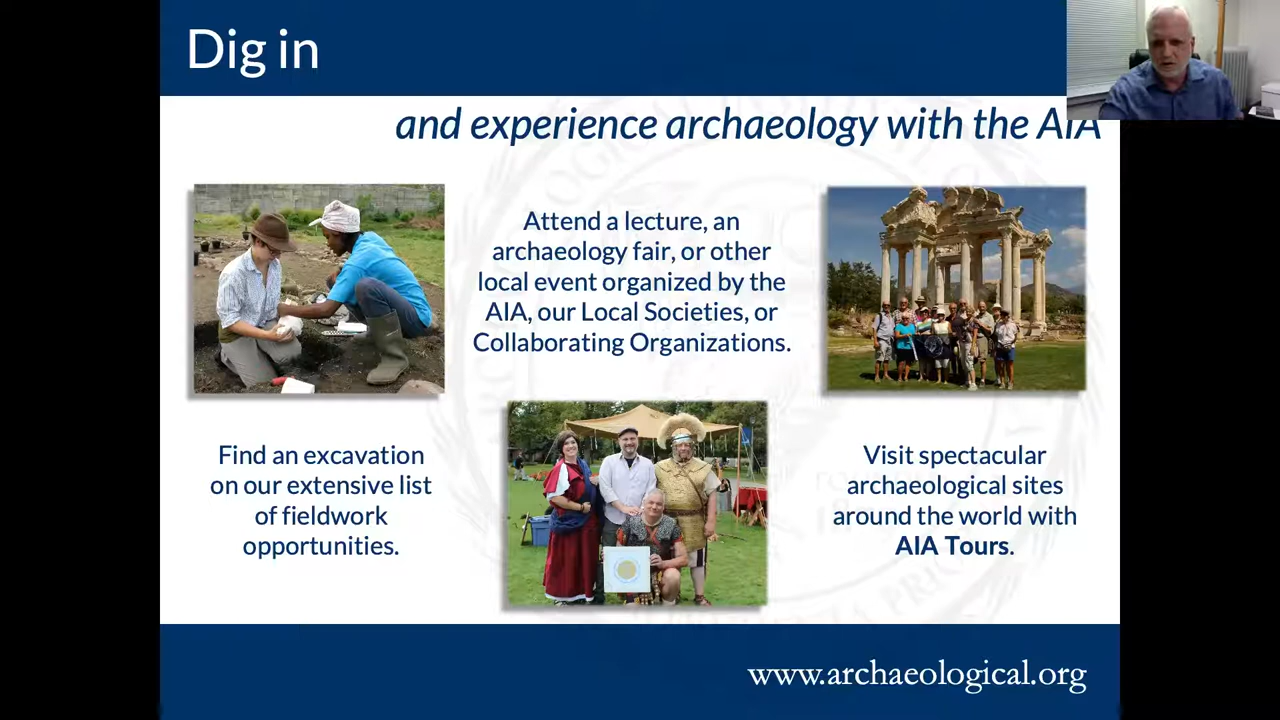 Dig in
and experience archaeology with the AIA
Attend a lecture, an
archaeology fair, or other
local event organized by the
AIA, our Local Societies, or
Collaborating Organizations.
Find an excavation
on our extensive list
of fieldwork
opportunities.
Visit spectacular
archaeological sites
around the world with
AIA Tours.
www.archaeological.org